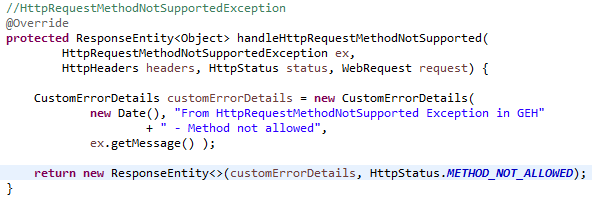 //HttpRequestMethodNotSupportedException
@Override
protected ResponseEntity<Object> handleHttpRequestMethodNotSupported(
HttpRequestMethodNotSupportedException ex,
HttpHeaders headers, HttpStatus status, WebRequest request) {
CustomErrorDetails customErrorDetails = new CustomErrorDetails(
new Date(), "From HttpRequestMethodNotSupported Exception in GEH"
+ " - Method not allowed",
ex.getMessage() );
return new ResponseEntity<>(customErrorDetails, HttpStatus.METHOD_NOT_ALLOWED);
}